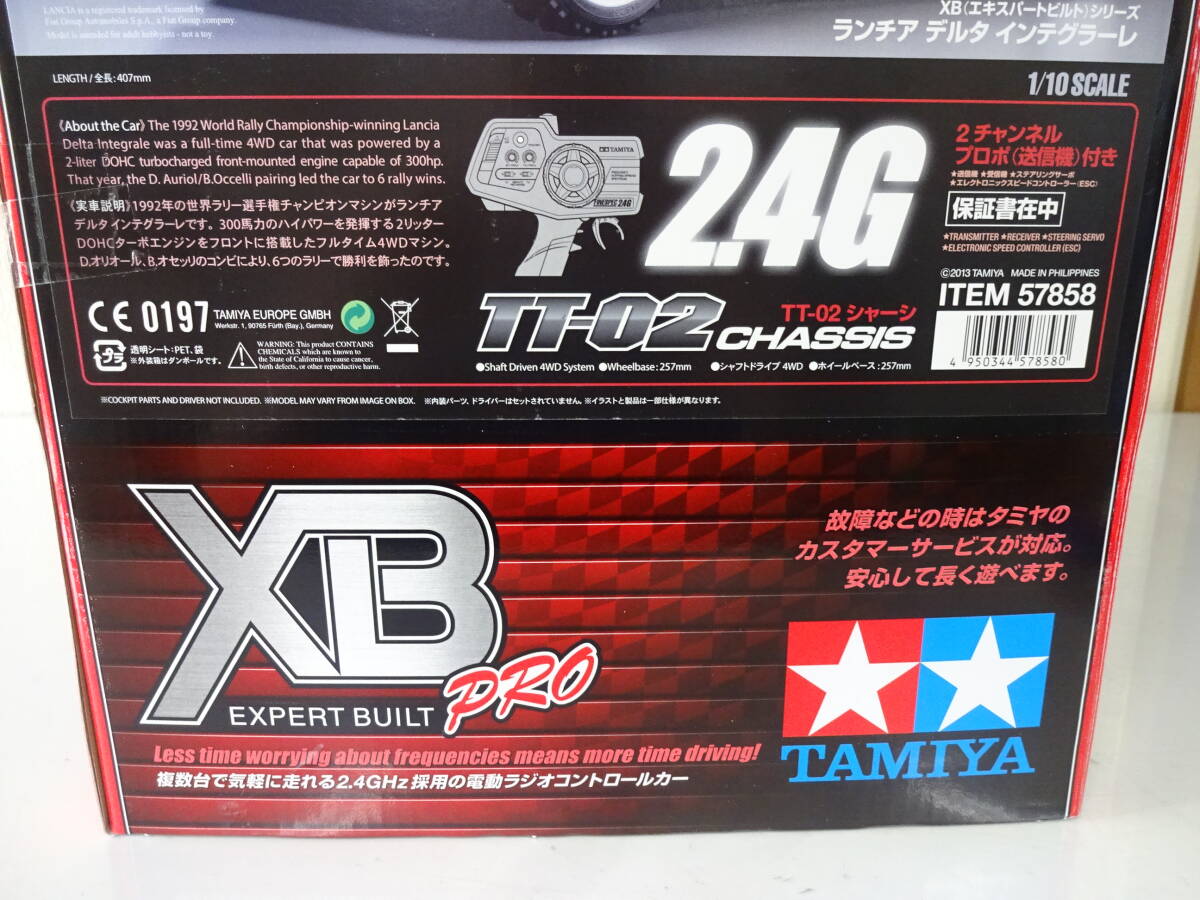 LANCIA is a registered trademark licensed by
Fiat Group Automobiles S.p.A., a Fiat Group company.
Model is intended for adult hobbyists - not a toy.
XB(エキスパートビルト)シリーズ
ランチア デルタ インテグラーレ
LENGTH / 全長 : 407mm
1/10 SCALE
《About the Car》 The 1992 World Rally Championship-winning Lancia
Delta Integrale was a full-time 4WD car that was powered by a
2-liter DOHC turbocharged front-mounted engine capable of 300hp.
That year, the D. Auriol/B.Occelli pairing led the car to 6 rally wins.
《実車説明》1992年の世界ラリー選手権チャンピオンマシンがランチア
デルタインテグラーレです。300馬力のハイパワーを発揮する2リッター
DOHCターボエンジンをフロントに搭載したフルタイム4WDマシン。
D.オリオール、B.オセッリのコンビにより、6つのラリーで勝利を飾ったのです。
TAMIYA
2.4G
2チャンネル
プロポ(送信機)付き
★送信機 ★受信機 ★ステアリングサーボ
★エレクトロニックスピードコントローラー(ESC)
保証書在中
★TRANSMITTER ★RECEIVER ★STEERING SERVO
★ELECTRONIC SPEED CONTROLLER (ESC)
©2013 TAMIYA MADE IN PHILIPPINES
ITEM 57858
4 950344 578580
CE 0197
TAMIYA EUROPE GMBH
Werkstr. 1, 90765 Fürth (Bay.), Germany
プラ
透明シート:PET、袋
※外装箱はダンボールです。
WARNING: This product CONTAINS
CHEMICALS which are known to
the State of California to cause cancer,
birth defects, or other reproductive harm.
TT-02 CHASSIS
TT-02 シャーシ
●Shaft Driven 4WD System ●Wheelbase : 257mm ●シャフトドライブ 4WD ●ホイールベース : 257mm
※COCKPIT PARTS AND DRIVER NOT INCLUDED. ※MODEL MAY VARY FROM IMAGE ON BOX. ※内装パーツ、ドライバーはセットされていません。※イラストと製品は一部仕様が異なります。
XB PRO
EXPERT BUILT
故障などの時はタミヤの
カスタマーサービスが対応。
安心して長く遊べます。
TAMIYA
Less time worrying about frequencies means more time driving!
複数台で気軽に走れる2.4GHz採用の電動ラジオコントロールカー